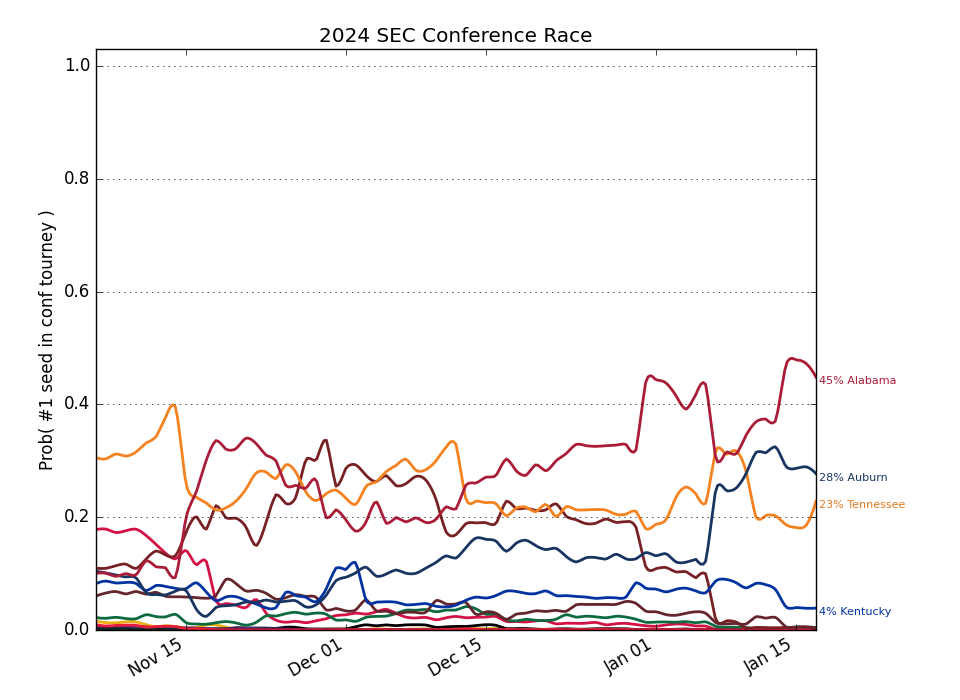 2024 SEC Conference Race
Prob( #1 seed in conf tourney )
1.0
0.8
0.6
0.4
0.2
0.0
45% Alabama
28% Auburn
23% Tennessee
4% Kentucky
Nov 15
Dec 01
Dec 15
Jan 01
Jan 15